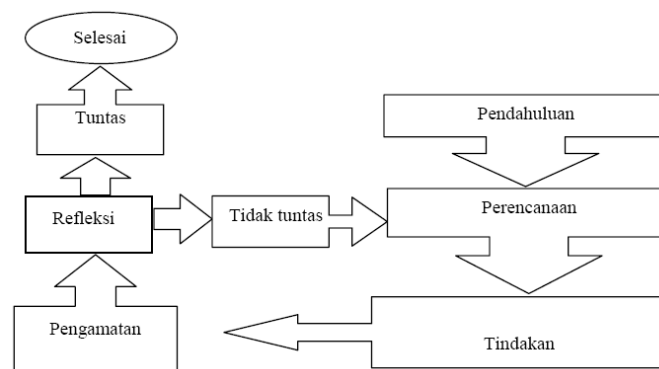 Selesai
Tuntas
Pendahuluan
Refleksi
Tidak tuntas
Perencanaan
Pengamatan
Tindakan